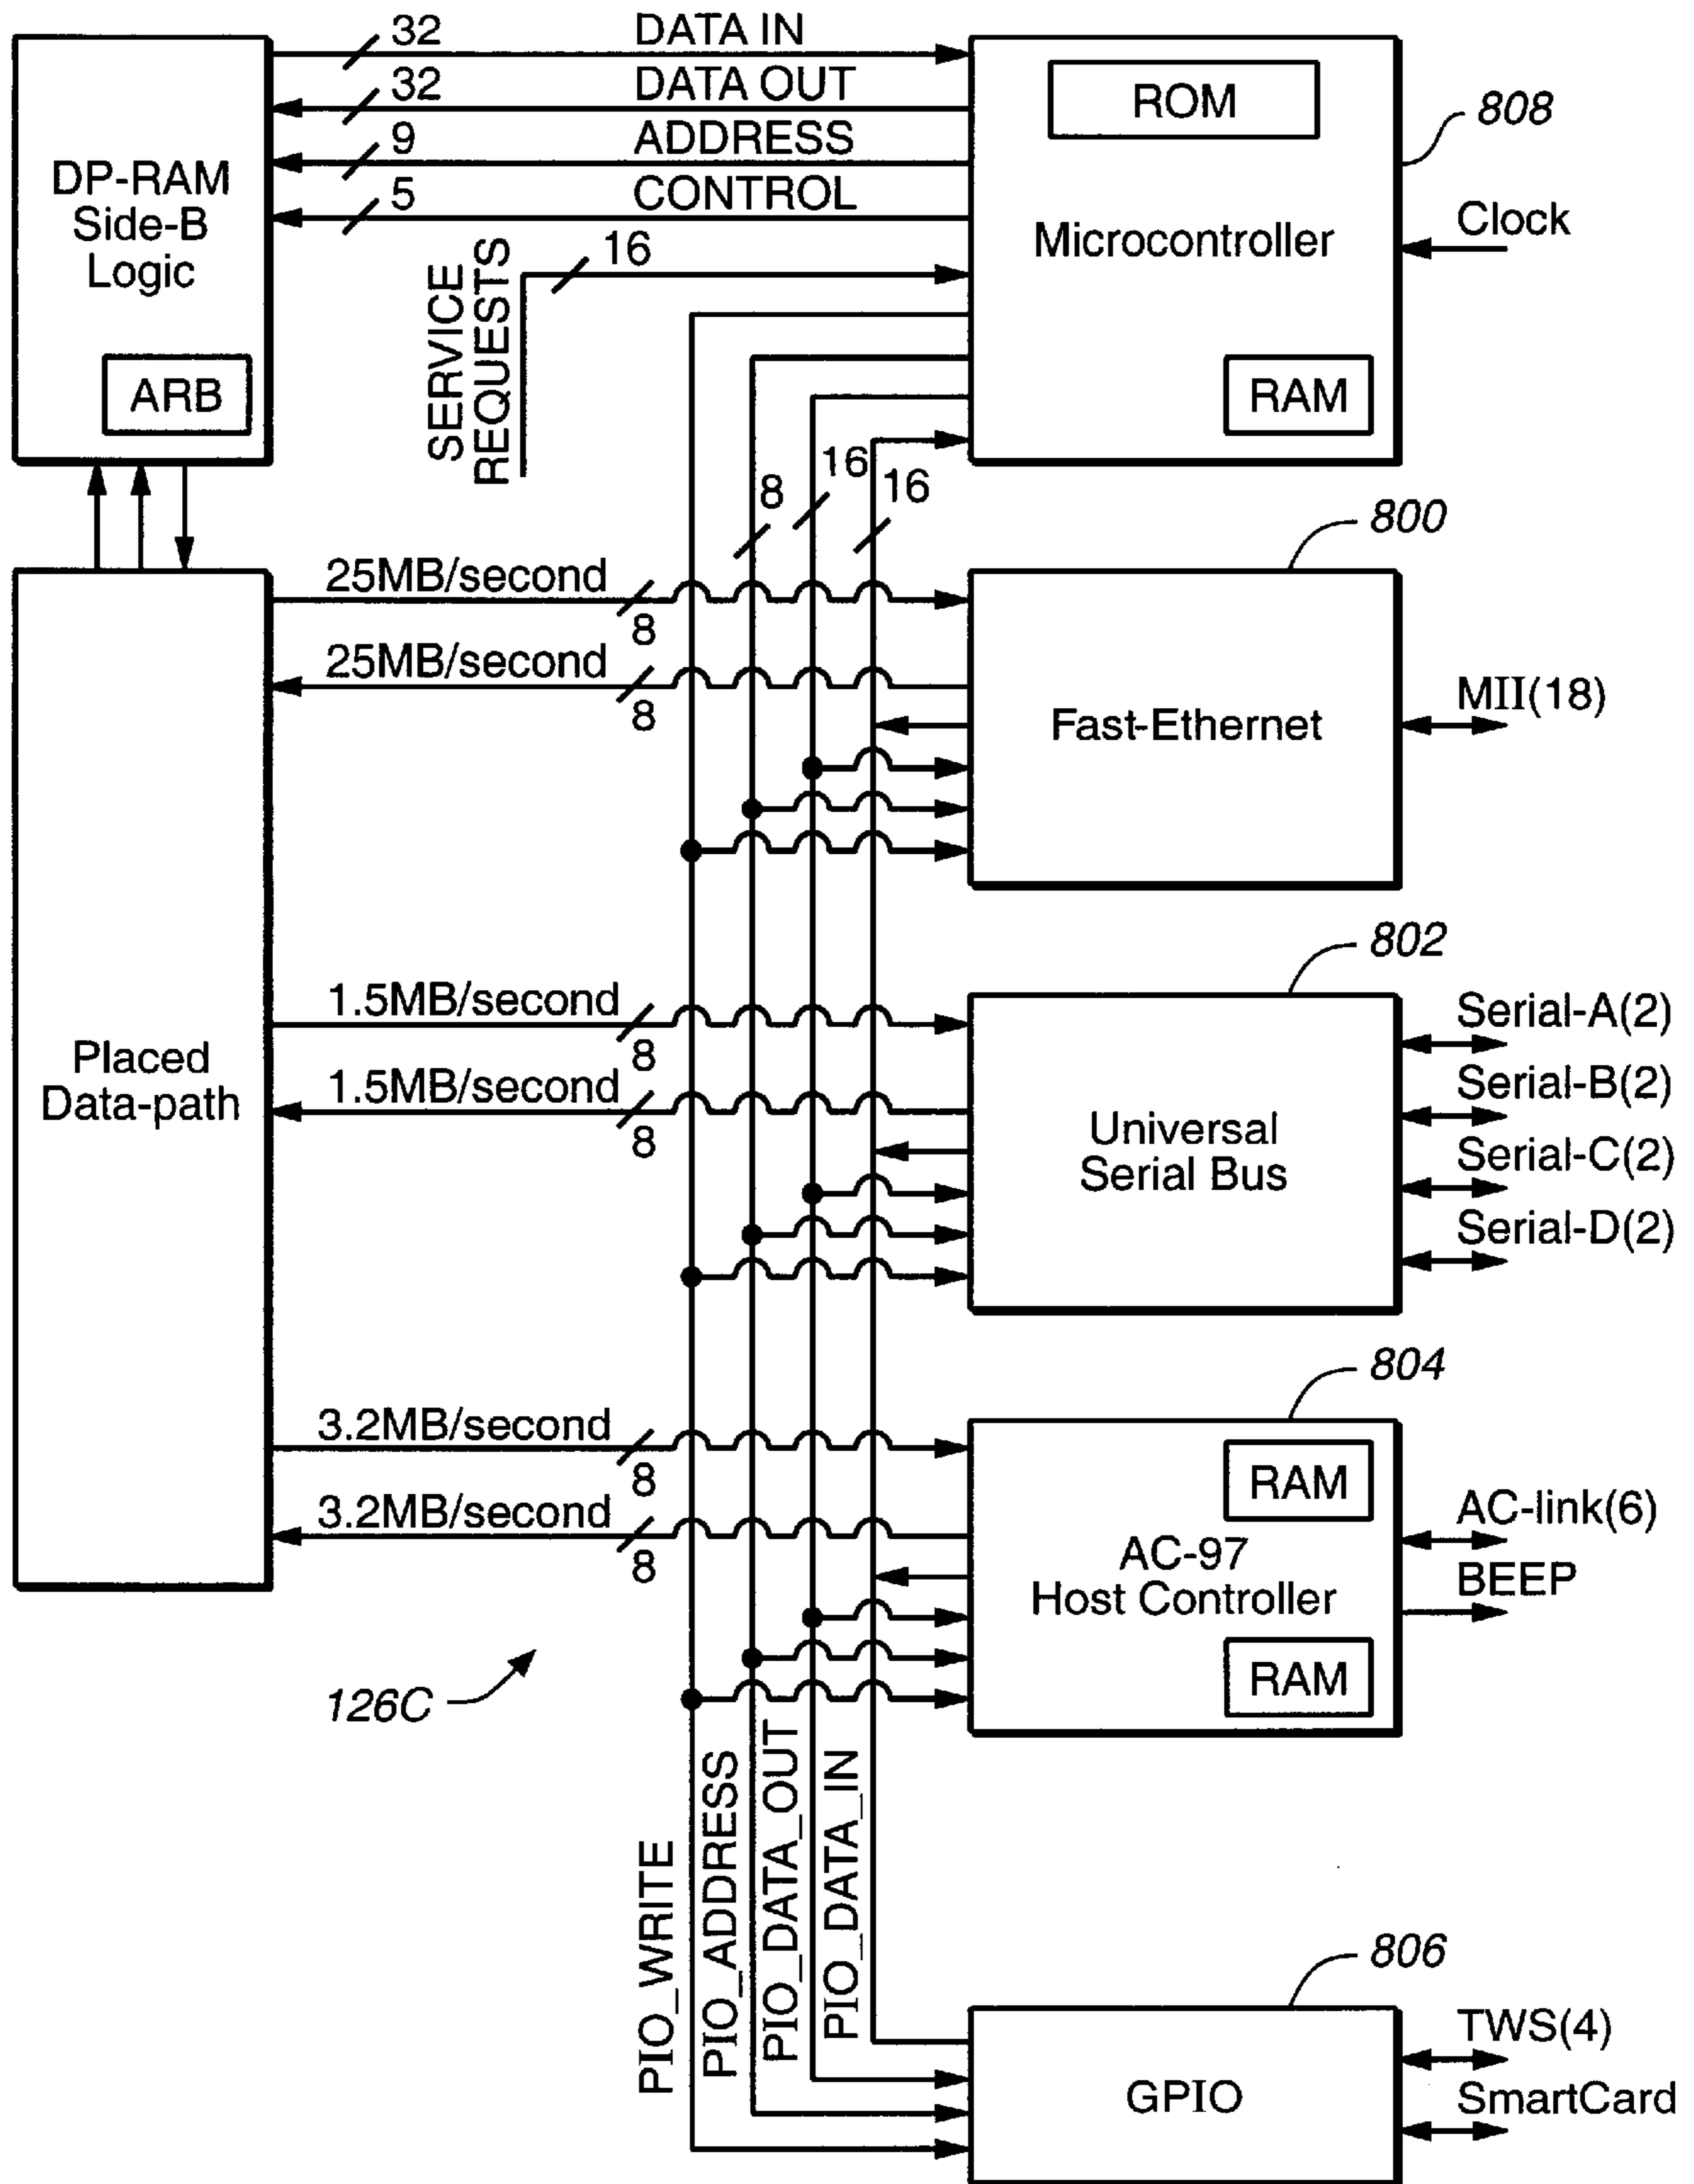 32 DATA IN
32 DATA OUT
9 ADDRESS
5 CONTROL
DP-RAM
Side-B
Logic
ARB
SERVICE
REQUESTS
16
ROM
Microcontroller
RAM
808
Clock
8
16
16
800
25MB/second
8
25MB/second
8
Fast-Ethernet
MII(18)
802
Placed
Data-path
1.5MB/second
8
1.5MB/second
8
Universal
Serial Bus
Serial-A(2)
Serial-B(2)
Serial-C(2)
Serial-D(2)
804
3.2MB/second
8
3.2MB/second
8
RAM
AC-97
Host Controller
RAM
AC-link(6)
BEEP
126C
PIO_WRITE
PIO_ADDRESS
PIO_DATA_OUT
PIO_DATA_IN
806
GPIO
TWS(4)
SmartCard